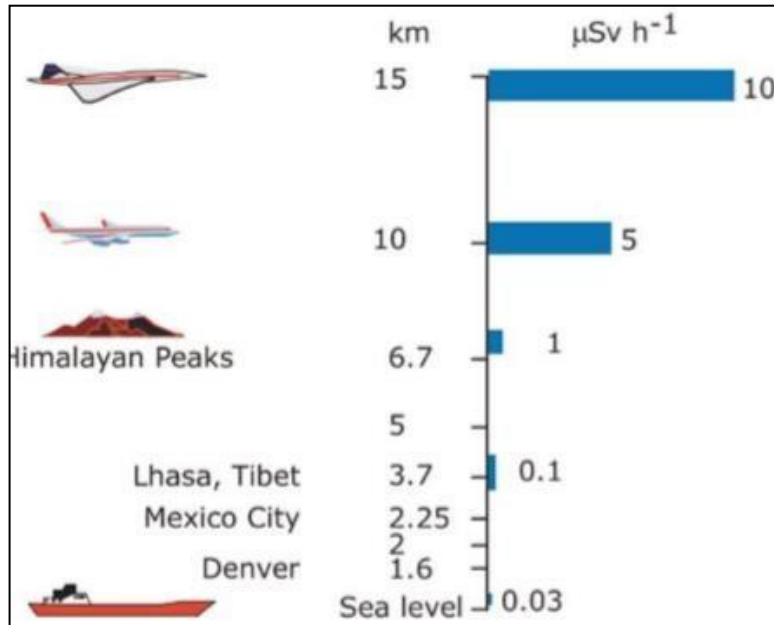 km μSv h-1
15 10
10 5
Himalayan Peaks 6.7 1
5
Lhasa, Tibet 3.7 0.1
Mexico City 2.25
2
Denver 1.6
Sea level 0.03